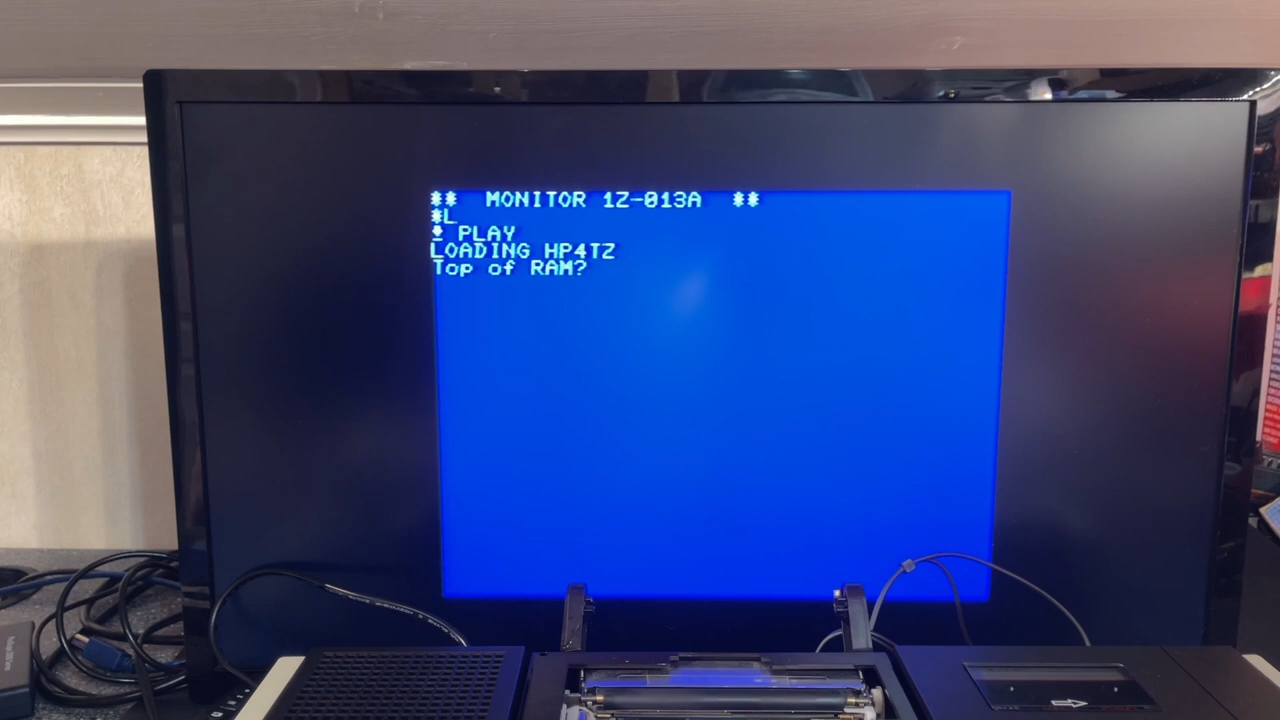 ** MONITOR 1Z-013A **
*L
⬇ PLAY
LOADING HP4TZ
Top of RAM?